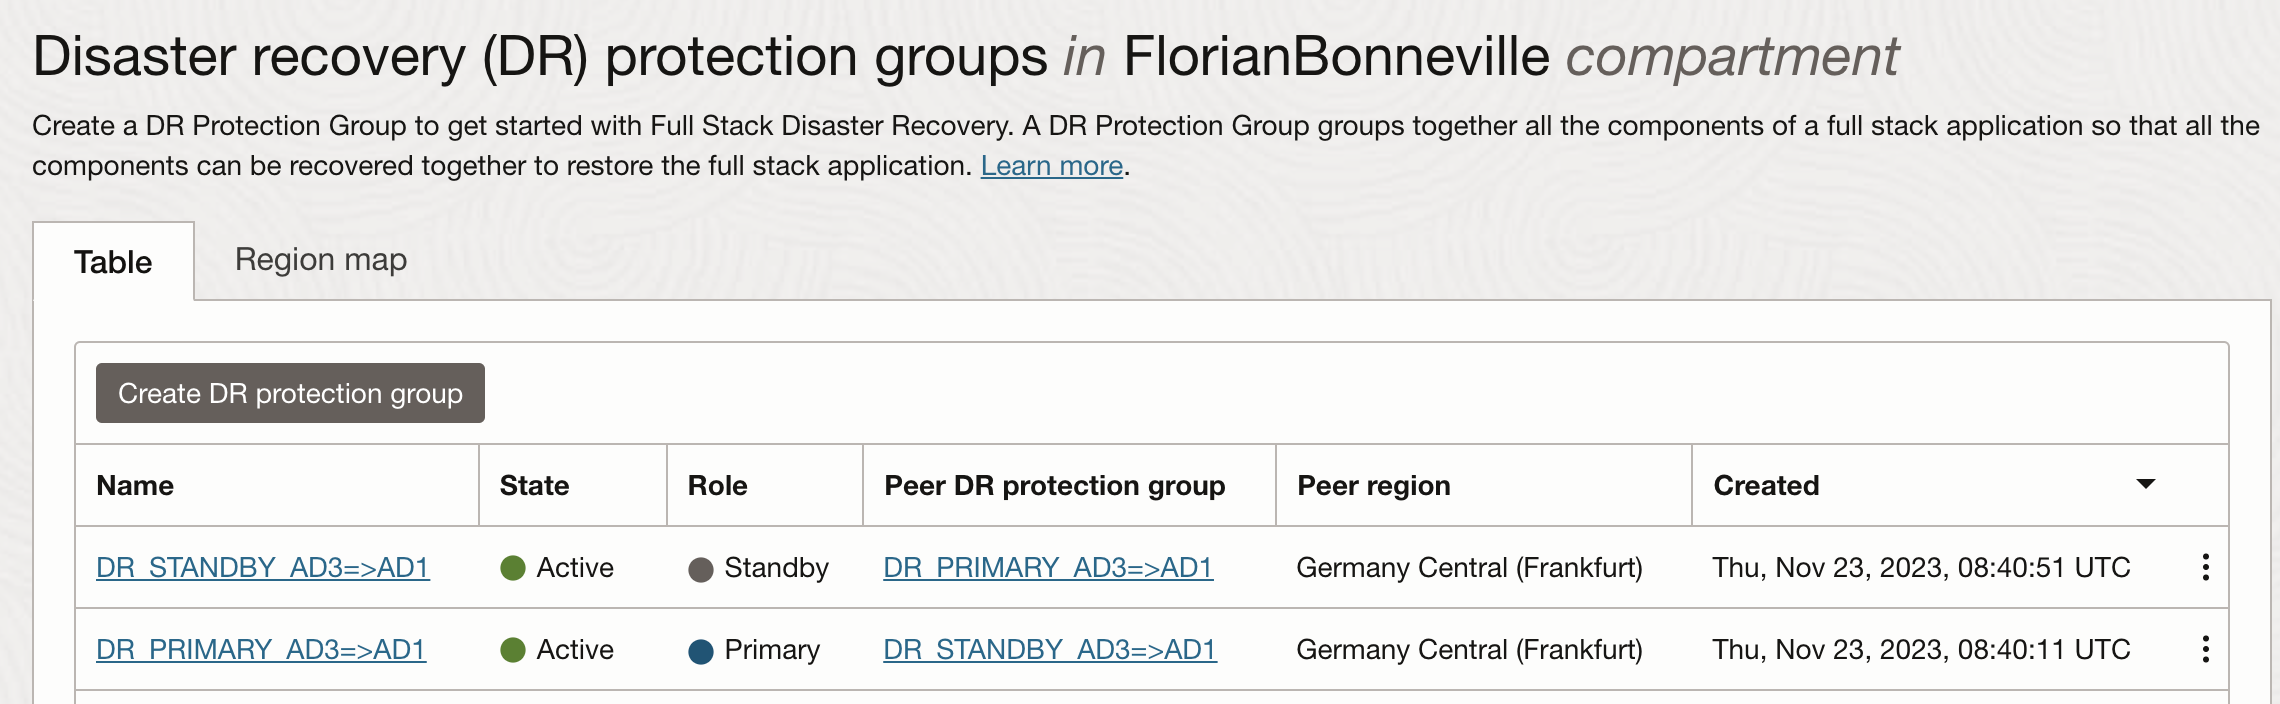 Disaster recovery (DR) protection groups in FlorianBonneville compartment
Create a DR Protection Group to get started with Full Stack Disaster Recovery. A DR Protection Group groups together all the components of a full stack application so that all the
components can be recovered together to restore the full stack application. Learn more.
Table Region map
Create DR protection group
Name State Role Peer DR protection group Peer region Created
DR_STANDBY_AD3=>AD1 Active Standby DR_PRIMARY_AD3=>AD1 Germany Central (Frankfurt) Thu, Nov 23, 2023, 08:40:51 UTC
DR_PRIMARY_AD3=>AD1 Active Primary DR_STANDBY_AD3=>AD1 Germany Central (Frankfurt) Thu, Nov 23, 2023, 08:40:11 UTC